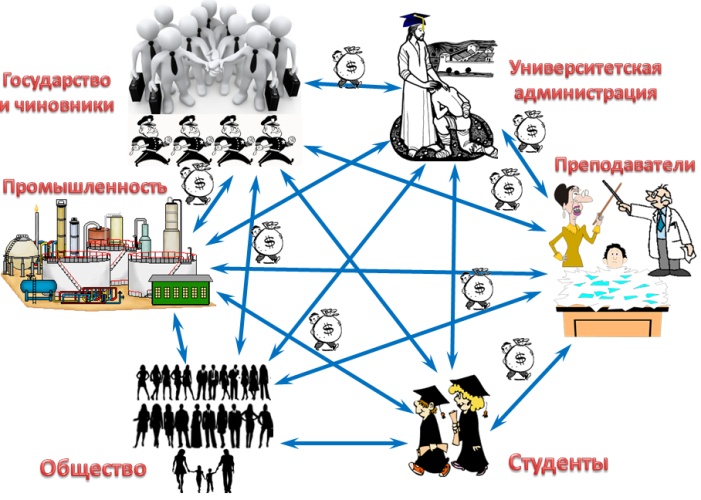 Государство
и чиновники
Университетская
администрация
$
$
Преподаватели
Промышленность
$
$
$
$
$
$
Общество
Студенты